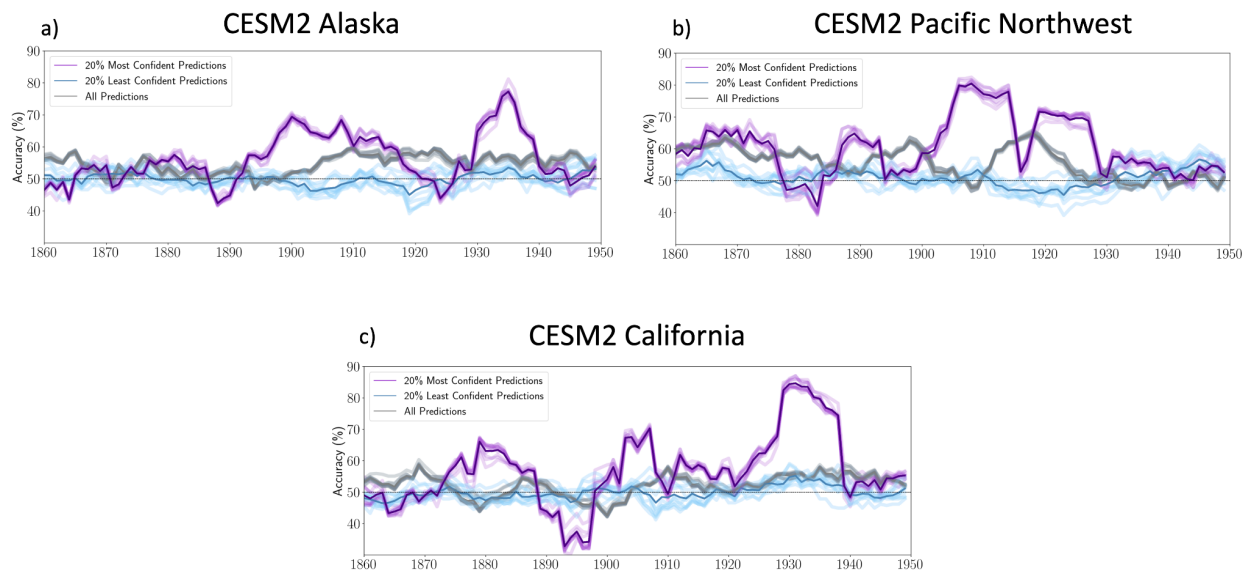 a)
CESM2 Alaska
90
80
70
60
50
40
Accuracy (%)
20% Most Confident Predictions
20% Least Confident Predictions
All Predictions
1860 1870 1880 1890 1900 1910 1920 1930 1940 1950
b)
CESM2 Pacific Northwest
90
80
70
60
50
40
Accuracy (%)
20% Most Confident Predictions
20% Least Confident Predictions
All Predictions
1860 1870 1880 1890 1900 1910 1920 1930 1940 1950
c)
CESM2 California
90
80
70
60
50
40
Accuracy (%)
20% Most Confident Predictions
20% Least Confident Predictions
All Predictions
1860 1870 1880 1890 1900 1910 1920 1930 1940 1950